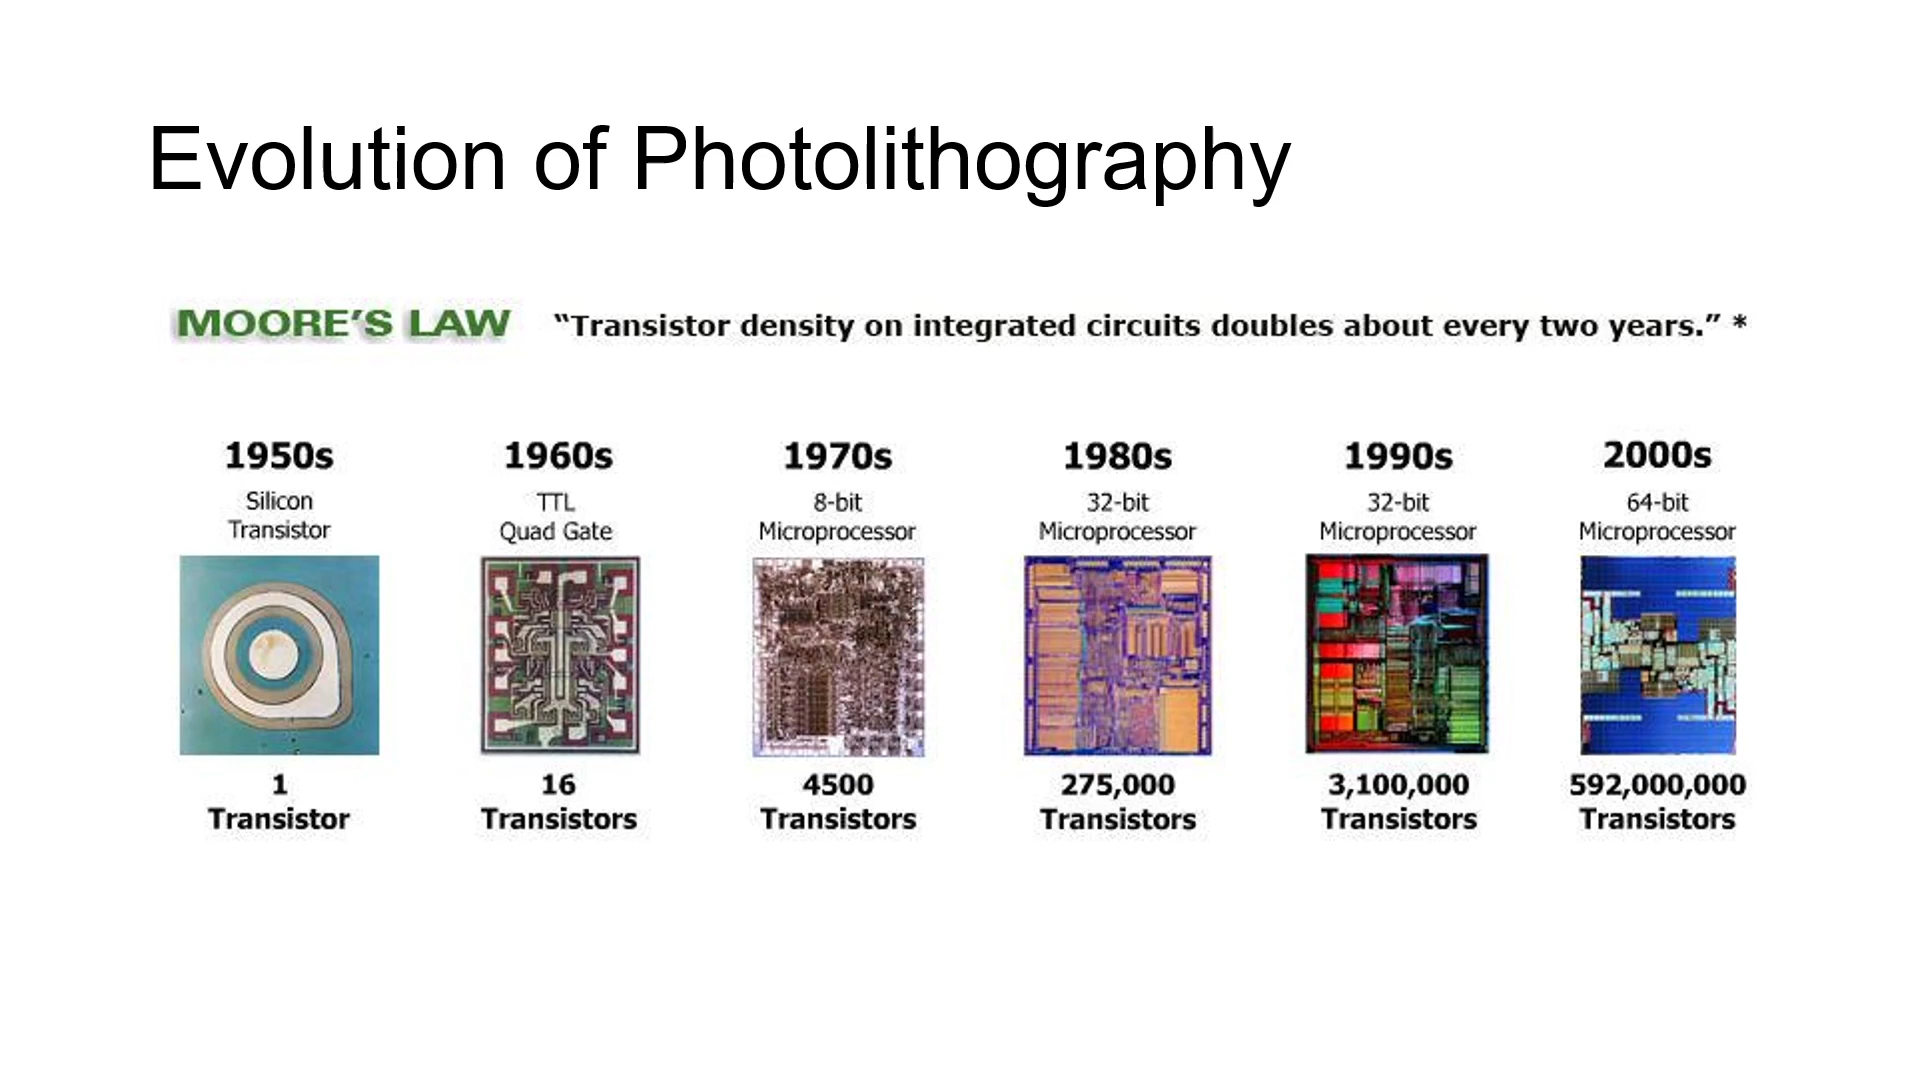 Evolution of Photolithography
MOORE'S LAW “Transistor density on integrated circuits doubles about every two years.” *
1950s
Silicon
Transistor
1
Transistor
1960s
TTL
Quad Gate
16
Transistors
1970s
8-bit
Microprocessor
4500
Transistors
1980s
32-bit
Microprocessor
275,000
Transistors
1990s
32-bit
Microprocessor
3,100,000
Transistors
2000s
64-bit
Microprocessor
592,000,000
Transistors